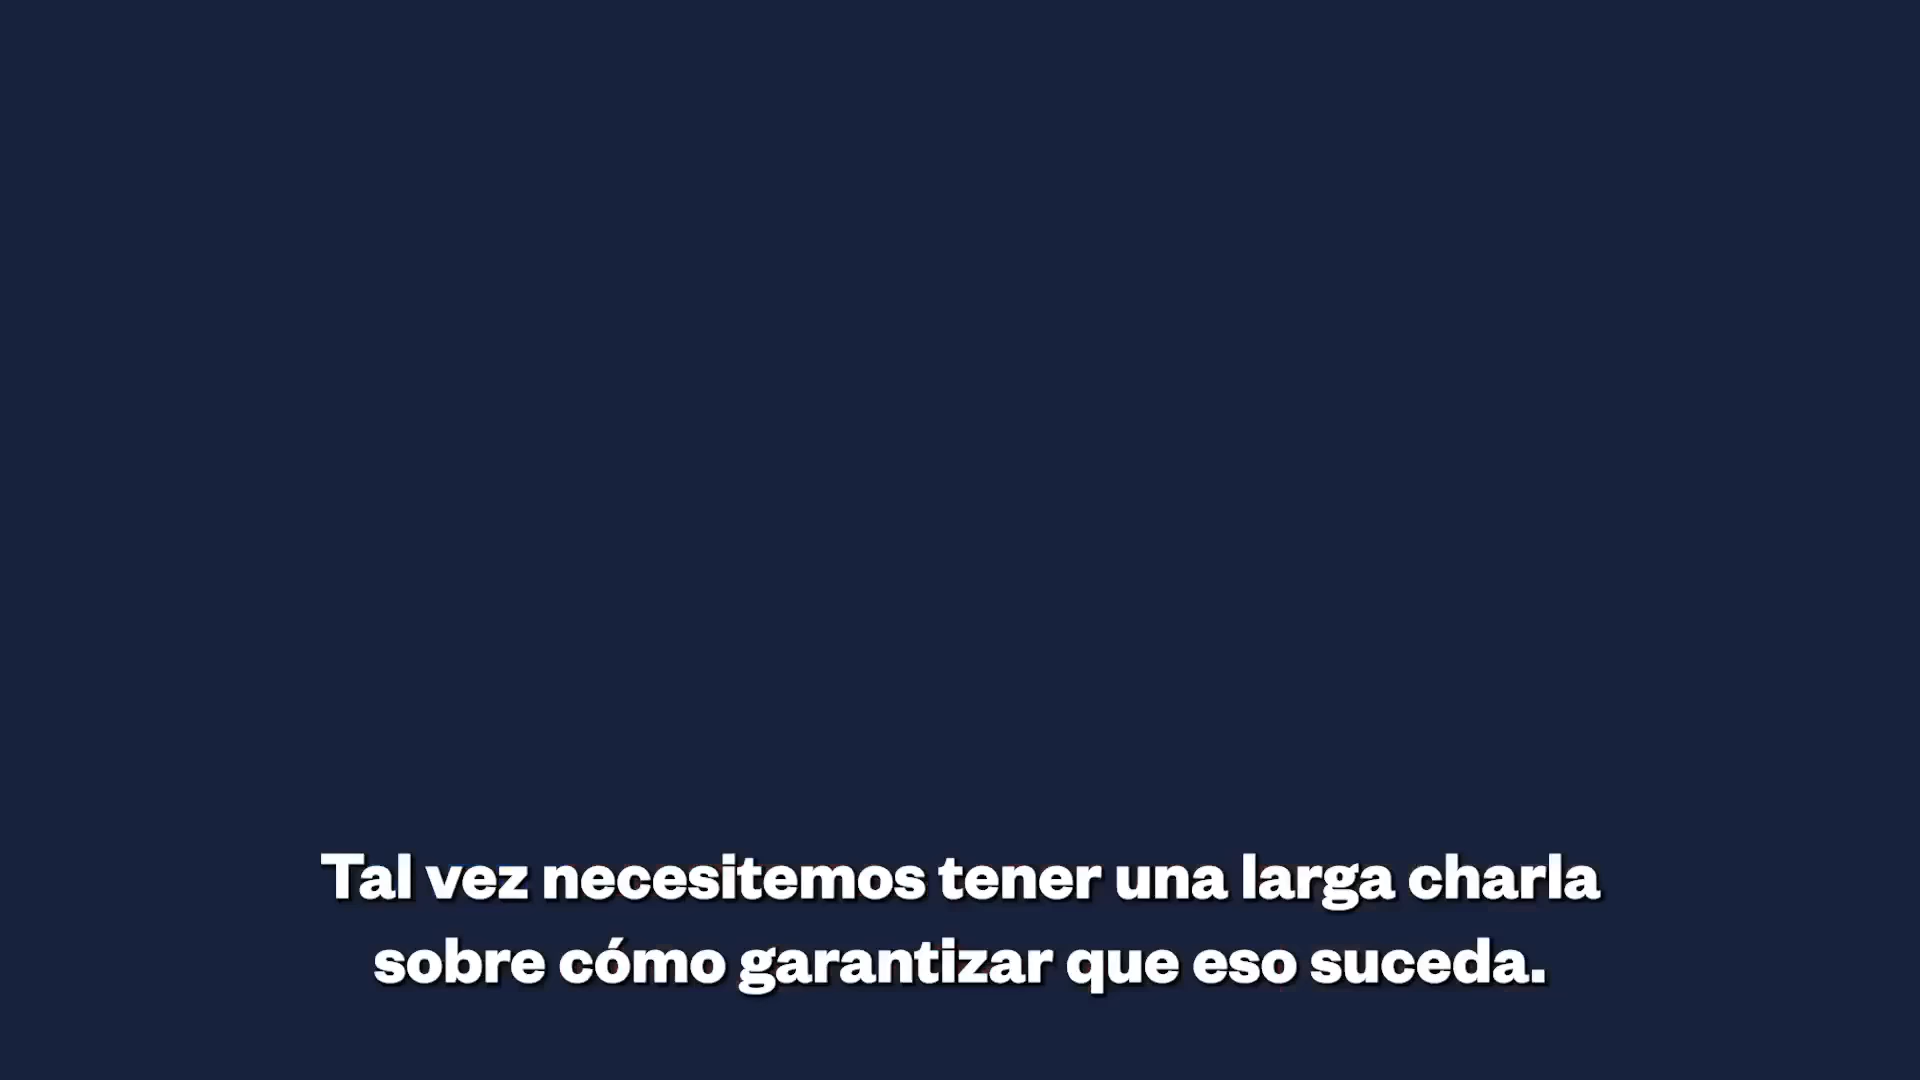 Tal vez necesitemos tener una larga charla
sobre cómo garantizar que eso suceda.